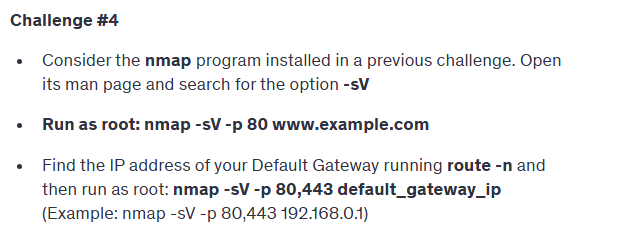 Challenge #4
• Consider the nmap program installed in a previous challenge. Open
its man page and search for the option -sV
• Run as root: nmap -sV -p 80 www.example.com
• Find the IP address of your Default Gateway running route -n and
then run as root: nmap -sV -p 80,443 default_gateway_ip
(Example: nmap -sV -p 80,443 192.168.0.1)